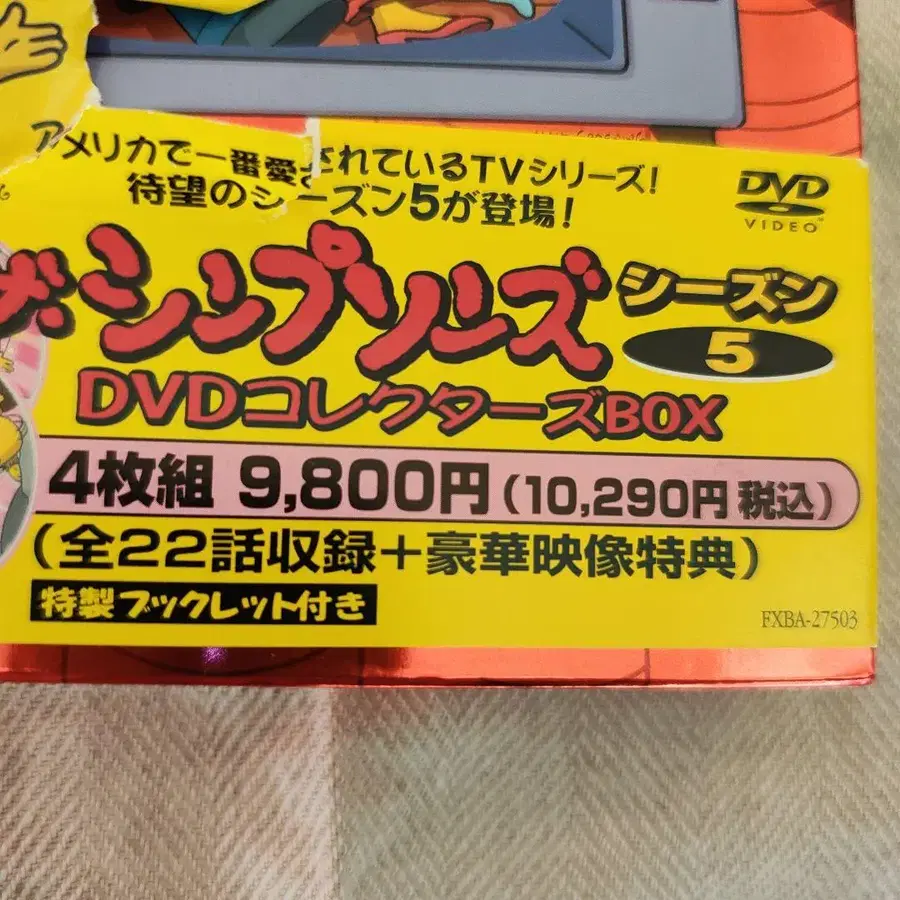 アメリカで一番愛されているTVシリーズ!
待望のシーズン5が登場!
DVD
VIDEO
ザ・シンプソンズ シーズン
5
DVDコレクターズBOX
4枚組 9,800円(10,290円税込)
(全22話収録+豪華映像特典)
特製ブックレット付き
FXBA-27503